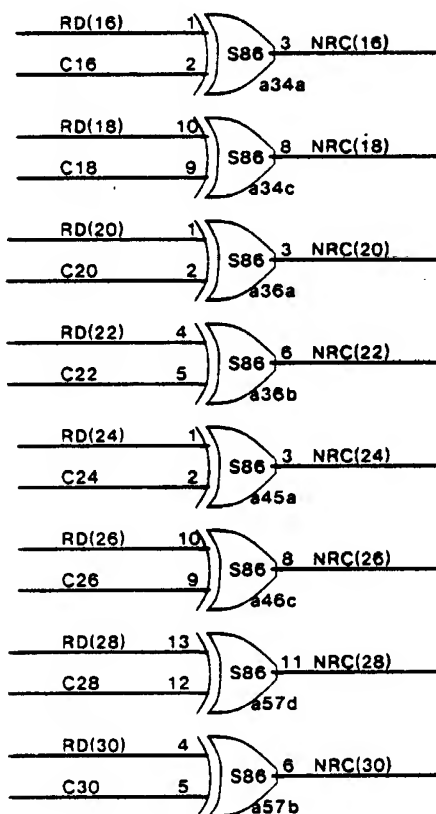 RD(16) 1
S86 3 NRC(16)
C16 2
a34a
RD(18) 10
S86 8 NRC(18)
C18 9
a34c
RD(20) 1
S86 3 NRC(20)
C20 2
a36a
RD(22) 4
S86 6 NRC(22)
C22 5
a36b
RD(24) 1
S86 3 NRC(24)
C24 2
a45a
RD(26) 10
S86 8 NRC(26)
C26 9
a46c
RD(28) 13
S86 11 NRC(28)
C28 12
a57d
RD(30) 4
S86 6 NRC(30)
C30 5
a57b